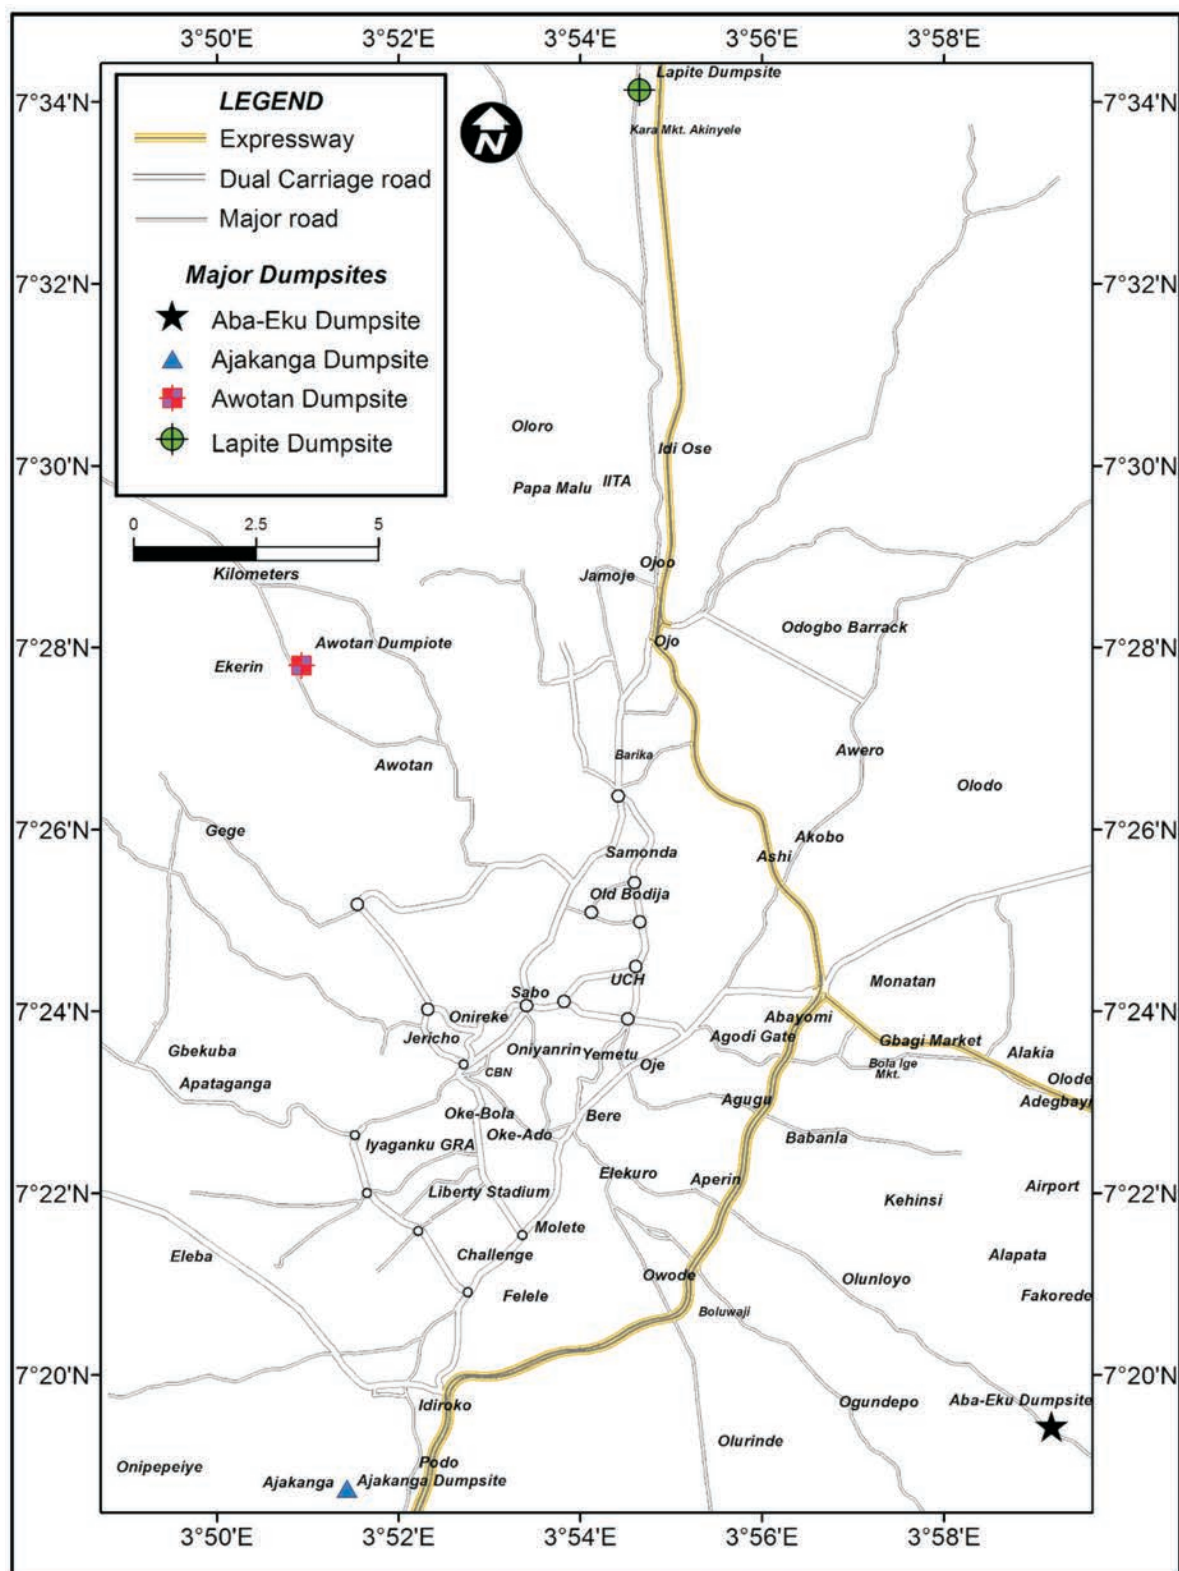 3°50'E 3°52'E 3°54'E 3°56'E 3°58'E
LEGEND
Expressway
Dual Carriage road
Major road
Major Dumpsites
Aba-Eku Dumpsite
Ajakanga Dumpsite
Awotan Dumpsite
Lapite Dumpsite
0 2.5 5
Kilometers
N
Lapite Dumpsite
7°34'N 7°34'N
Kara Mkt. Akinyele
7°32'N 7°32'N
Oloro
Idi Ose
7°30'N 7°30'N
IITA
Papa Malu
Ojoo
Jamoje
Odogbo Barrack
Ojo
Awotan Dumpiote
7°28'N 7°28'N
Ekerin
Awero
Barika
Awotan
Olodo
7°26'N 7°26'N
Gege
Akobo
Samonda
Ashi
Old Bodija
UCH
Monatan
Sabo
7°24'N 7°24'N
Onireke
Abayomi
Jericho
Agodi Gate
Gbagi Market
Gbekuba
Oniyanrin
Yemetu
Alakia
Oje
Bola Ige
Mkt.
CBN
Apataganga
Olode
Agugu
Adegbayi
Oke-Bola
Bere
Oke-Ado
Babanla
Iyaganku GRA
Elekuro
Aperin
7°22'N 7°22'N
Liberty Stadium
Airport
Kehinsi
Molete
Eleba
Challenge
Alapata
Owode
Olunloyo
Felele
Fakorede
Boluwaji
7°20'N 7°20'N
Idiroko
Ogundepo
Aba-Eku Dumpsite
Olurinde
Podo
Onipepeiye
Ajakanga
Ajakanga Dumpsite
3°50'E 3°52'E 3°54'E 3°56'E 3°58'E